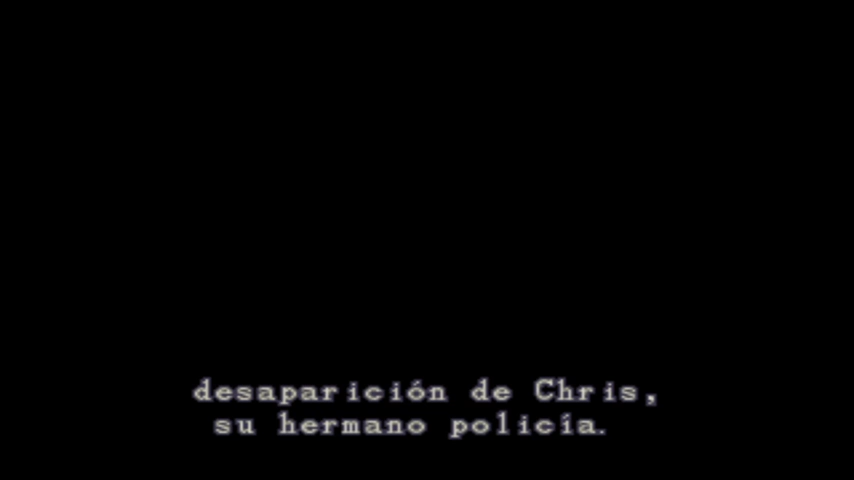 desaparición de Chris,
su hermano policía.